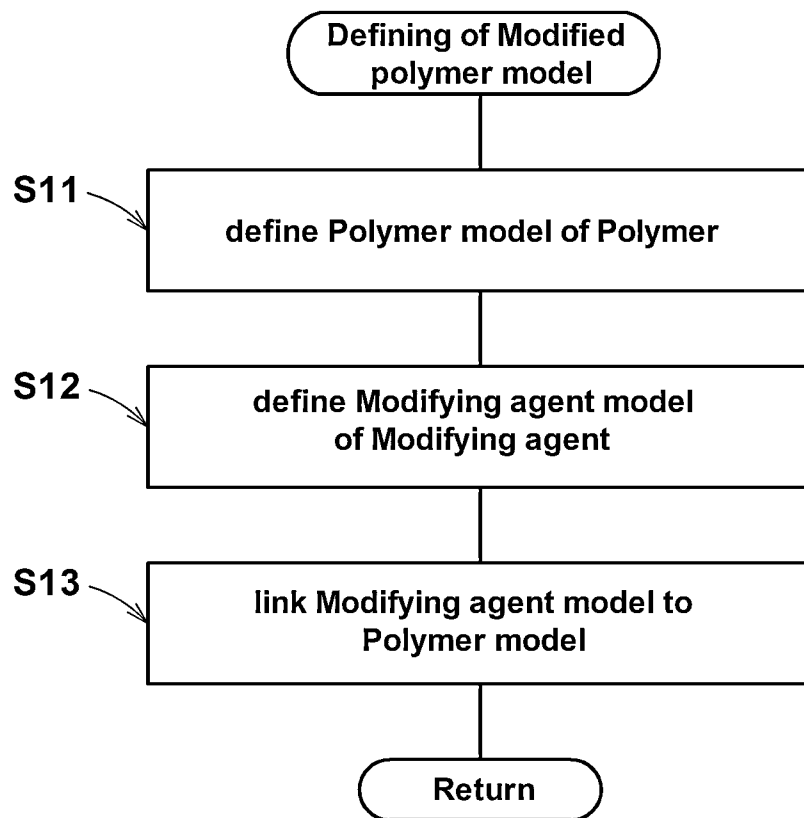 Defining of Modified
polymer model
S11
define Polymer model of Polymer
S12
define Modifying agent model
of Modifying agent
S13
link Modifying agent model to
Polymer model
Return